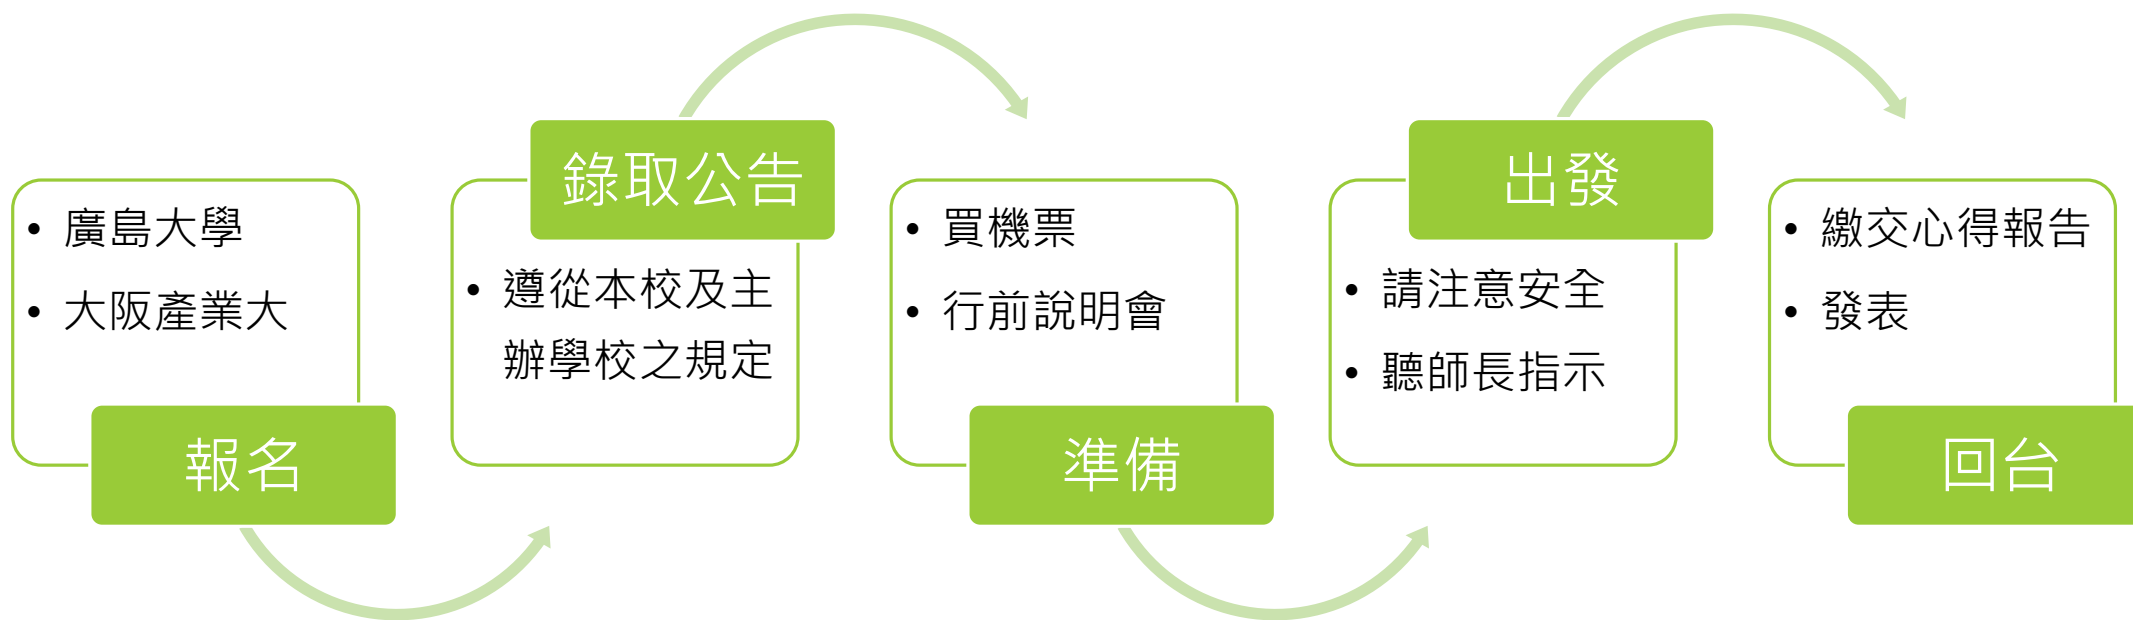 廣島大學
大阪產業大
報名
錄取公告
遵從本校及主
辦學校之規定
買機票
行前說明會
準備
出發
請注意安全
聽師長指示
繳交心得報告
發表
回台